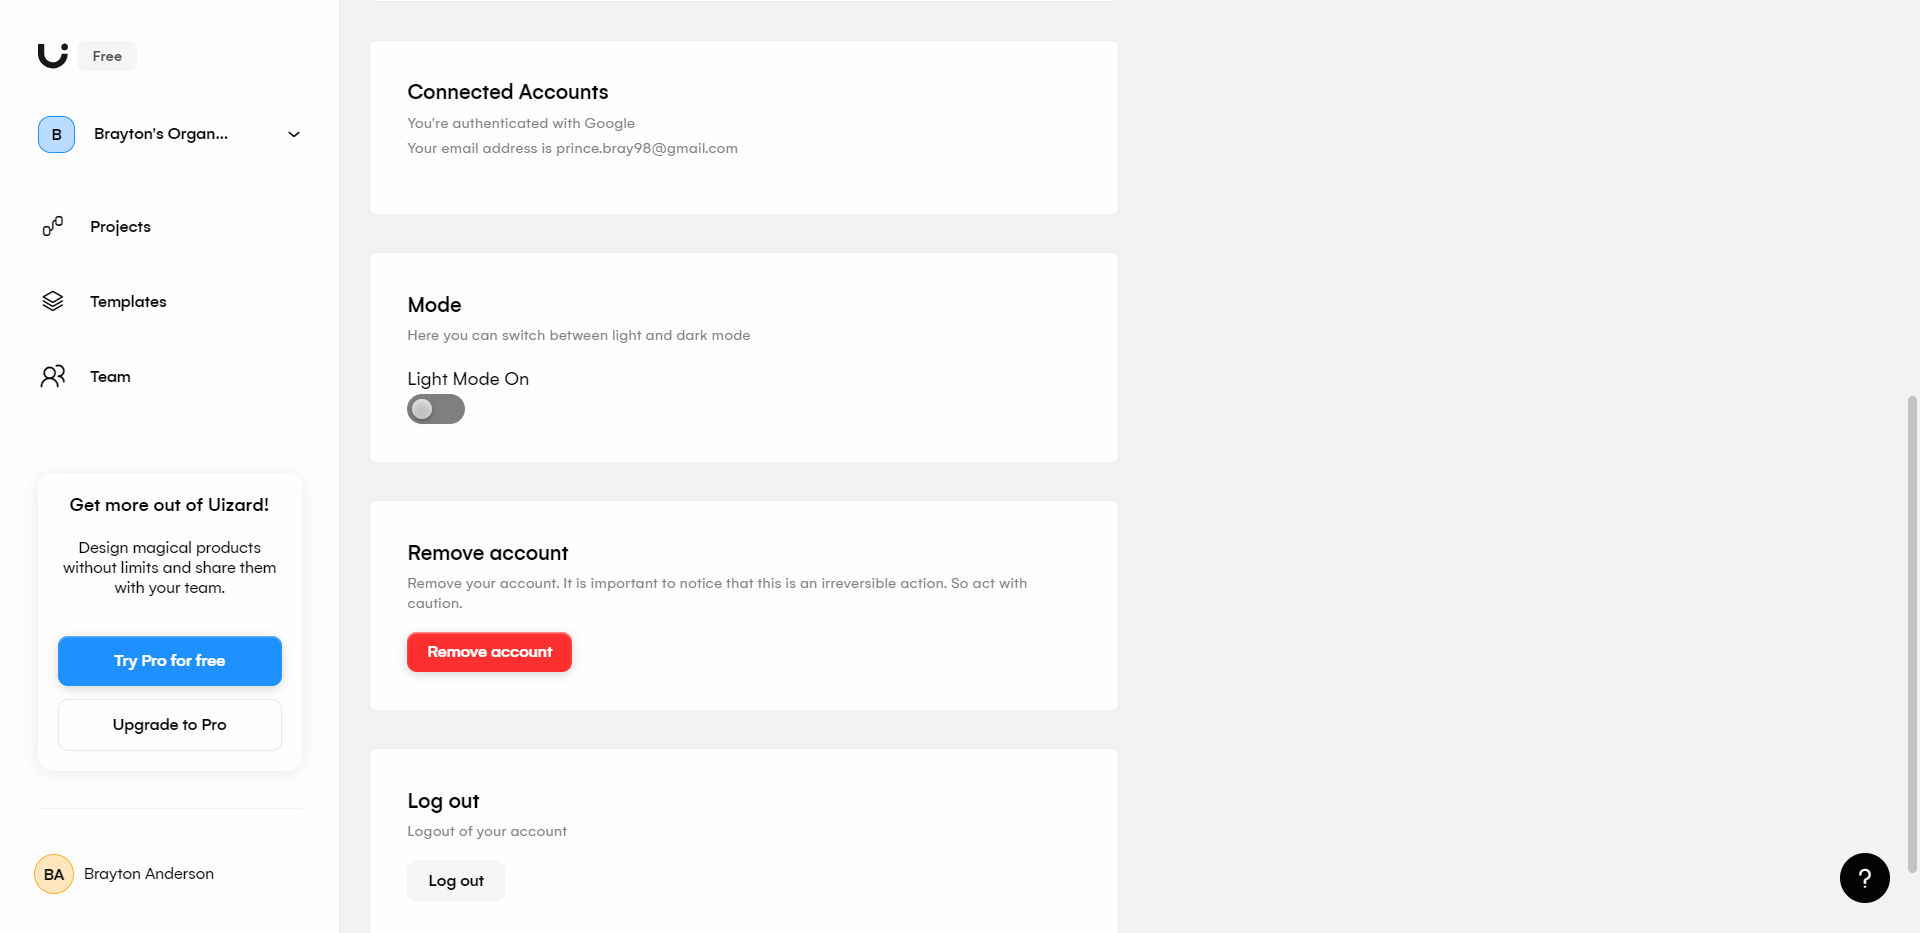 Free
B
Brayton's Organ...
Projects
Templates
Team
Get more out of Uizard!
Design magical products
without limits and share them
with your team.
Try Pro for free
Upgrade to Pro
BA
Brayton Anderson
Connected Accounts
You're authenticated with Google
Your email address is prince.bray98@gmail.com
Mode
Here you can switch between light and dark mode
Light Mode On
Remove account
Remove your account. It is important to notice that this is an irreversible action. So act with
caution.
Remove account
Log out
Logout of your account
Log out
?